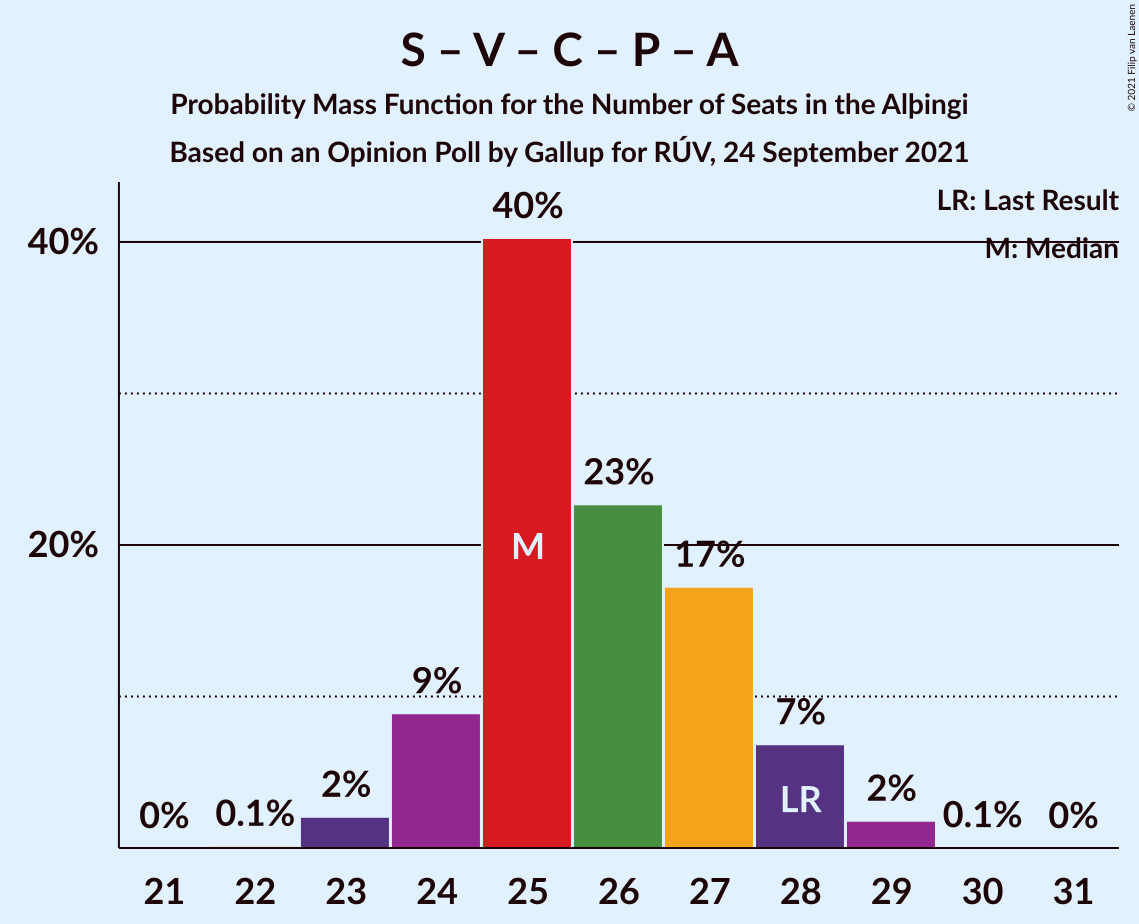 S – V – C – P – A
Probability Mass Function for the Number of Seats in the Alþingi
Based on an Opinion Poll by Gallup for RÚV, 24 September 2021
© 2021 Filip van Laenen
LR: Last Result
M: Median
40%
20%
0%
0.1%
2%
9%
40%
23%
17%
7%
2%
0.1%
0%
M
LR
21 22 23 24 25 26 27 28 29 30 31